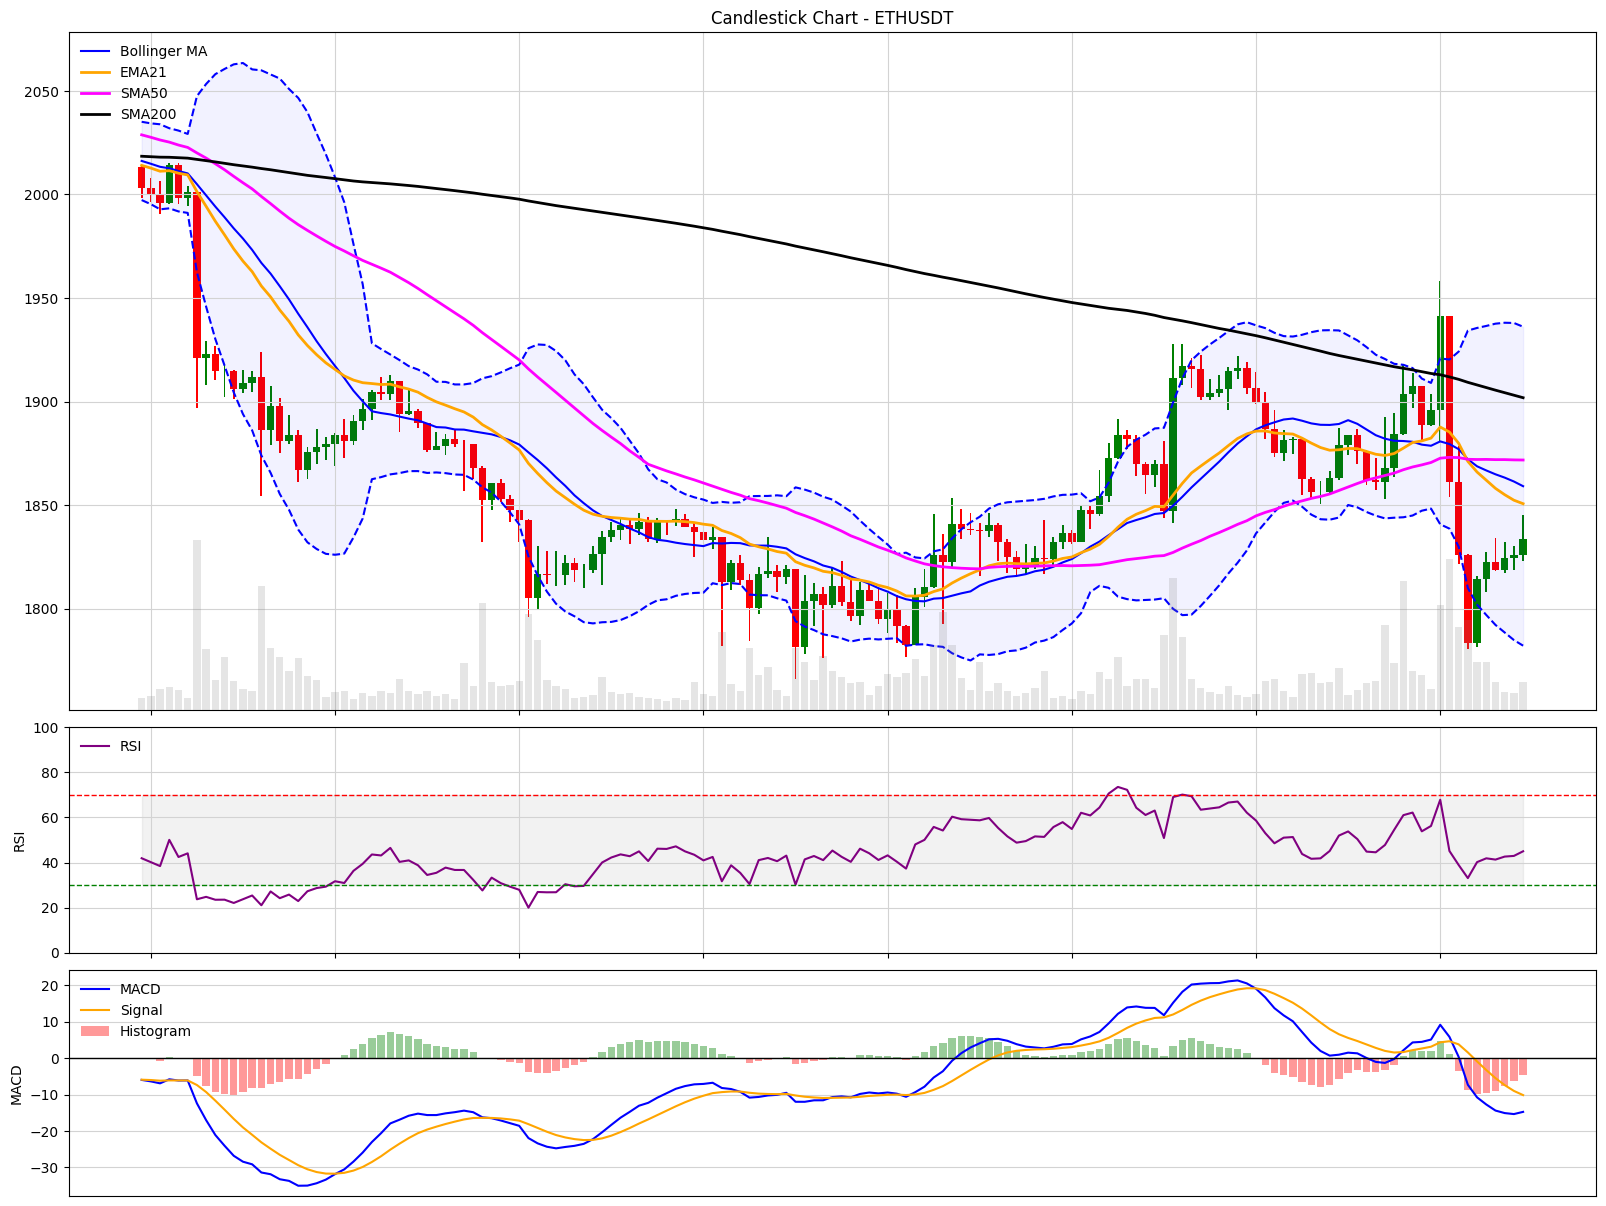 Candlestick Chart - ETHUSDT
Bollinger MA
EMA21
SMA50
SMA200
2050
2000
1950
1900
1850
1800
RSI
100
80
60
40
20
0
RSI
MACD
Signal
Histogram
20
10
0
−10
−20
−30
MACD